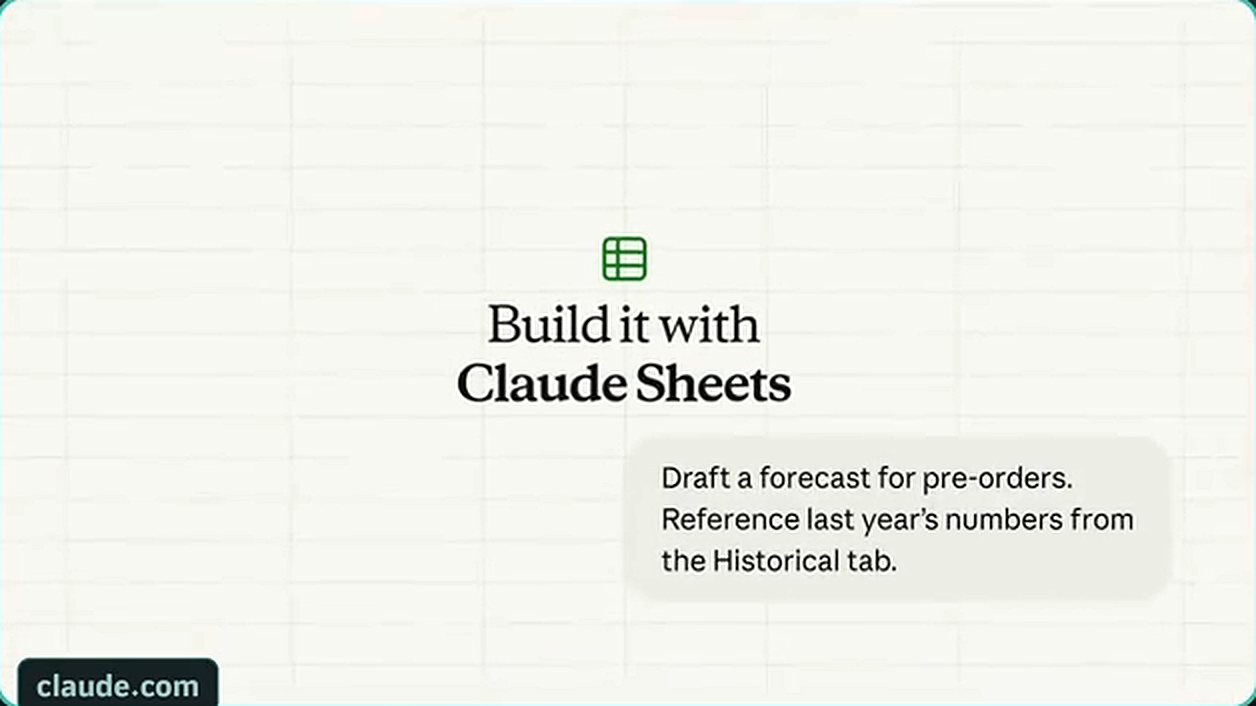 Build it with
Claude Sheets
Draft a forecast for pre-orders.
Reference last year’s numbers from
the Historical tab.
claude.com